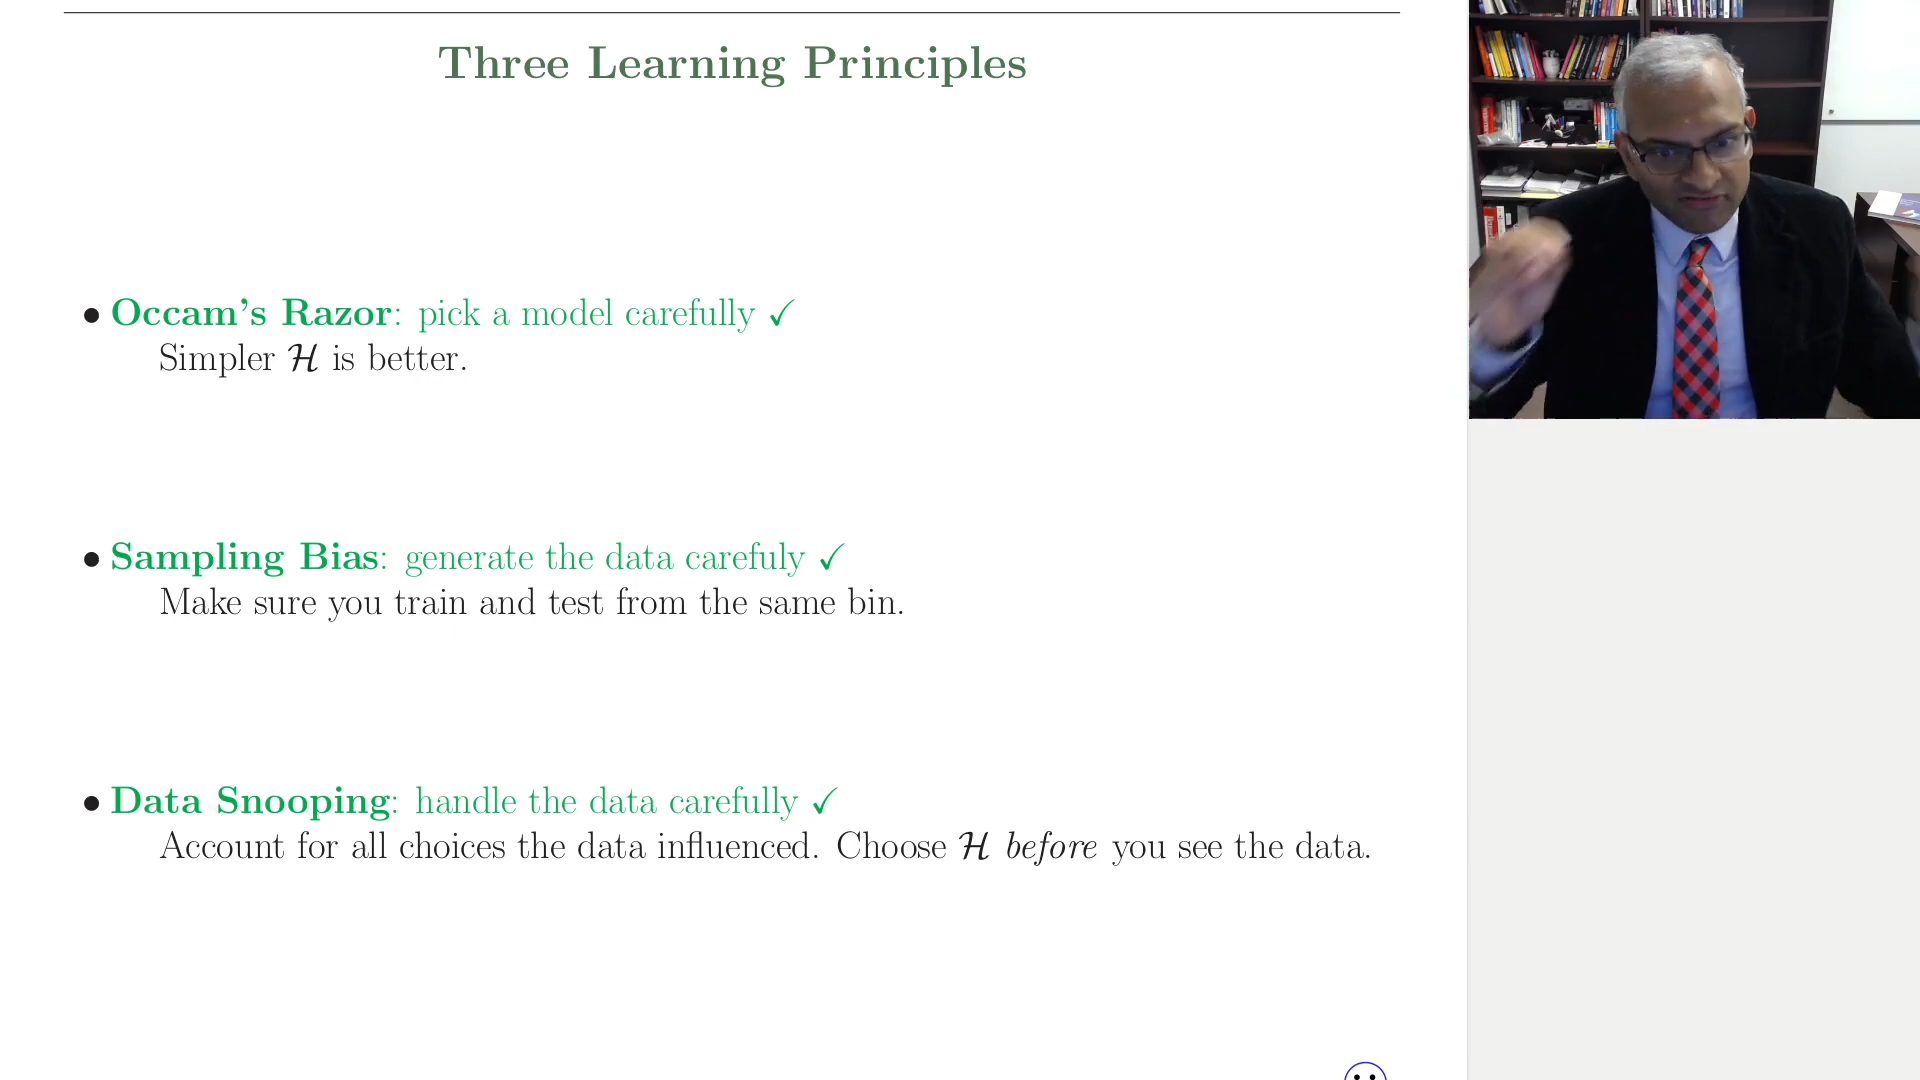 Three Learning Principles
• Occam's Razor: pick a model carefully ✓
Simpler ℋ is better.
• Sampling Bias: generate the data carefuly ✓
Make sure you train and test from the same bin.
• Data Snooping: handle the data carefully ✓
Account for all choices the data influenced. Choose ℋ before you see the data.